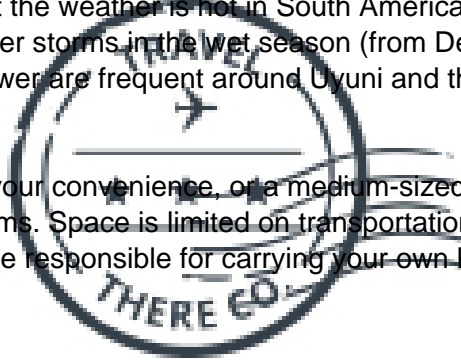 t the weather is hot in South America
er storms in the wet season (from De
wer are frequent around Uyuni and th
TRAVEL
your convenience, or a medium-sized
ms. Space is limited on transportation
e responsible for carrying your own
THERE CO.